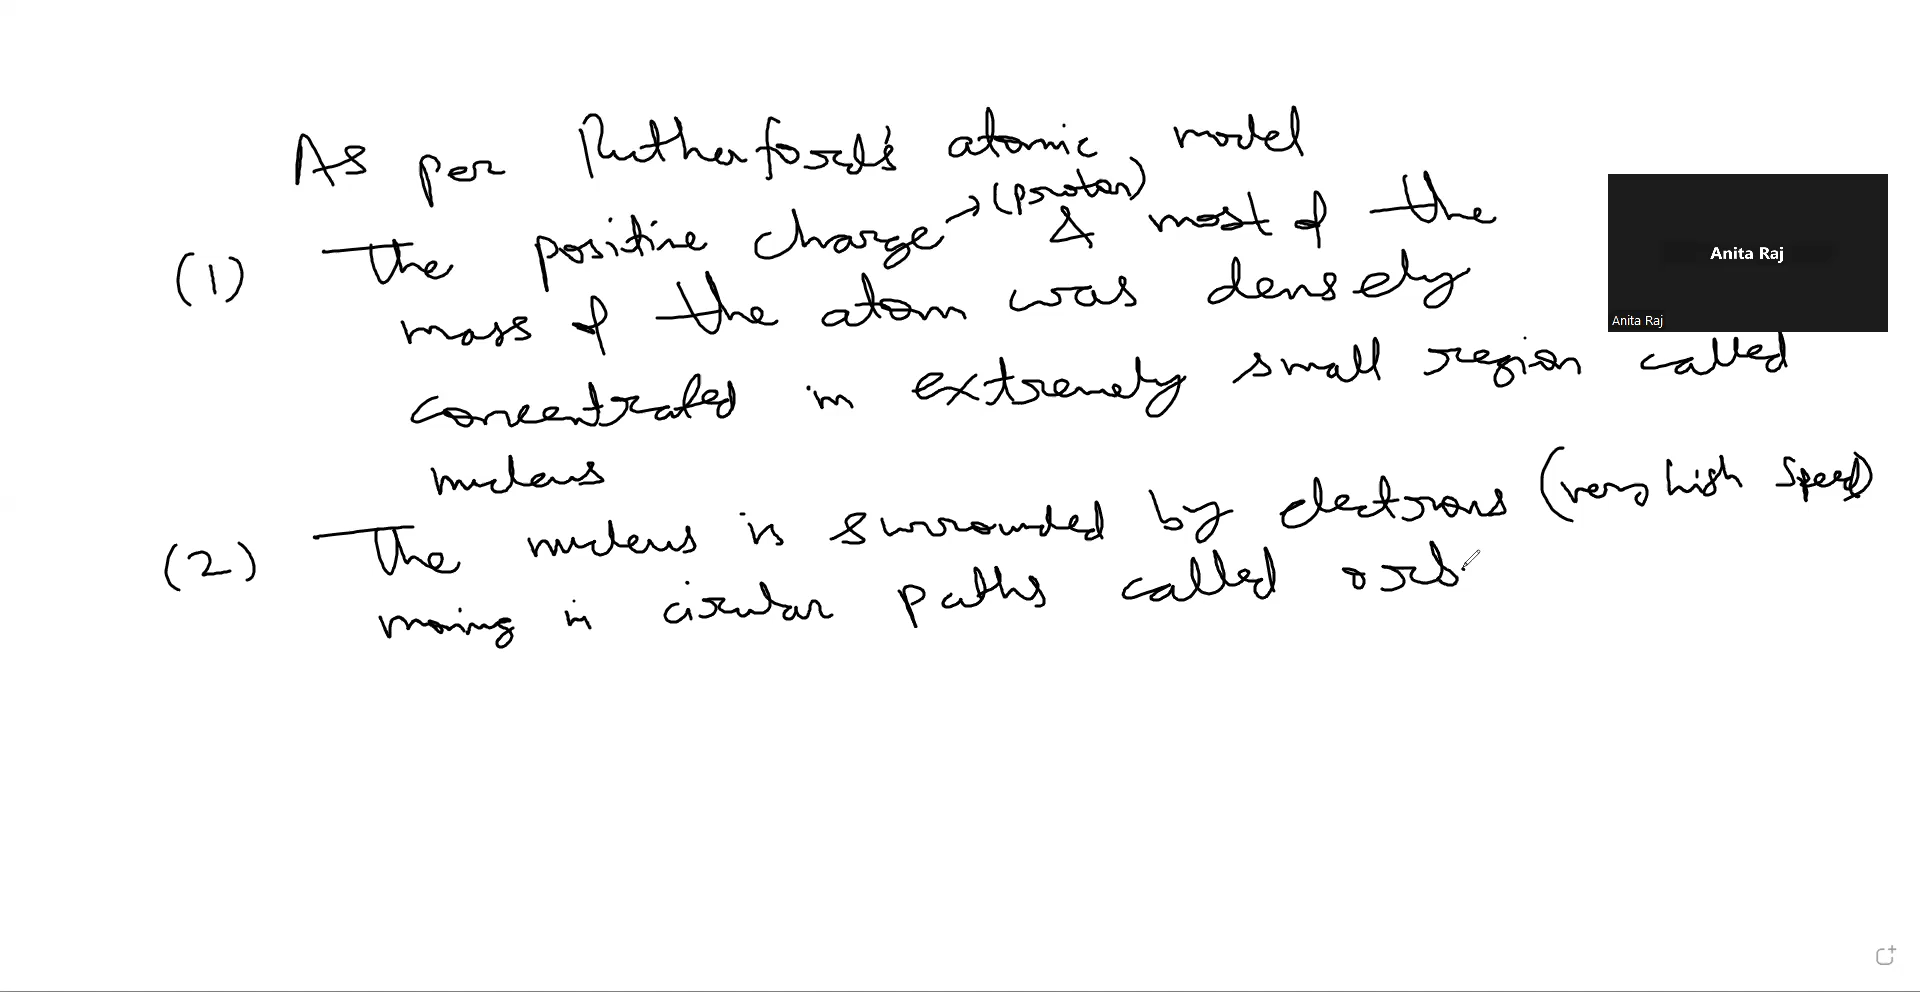 As per Rutherford's atomic model
(1) The positive charge → (proton) & most of the
mass of the atom was densely
concentrated in extremely small region called
nucleus
(2) The nucleus is surrounded by electrons (very high speed)
moving in circular paths called orb
Anita Raj
Anita Raj